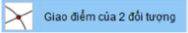 Giao điểm của 2 đối tượng